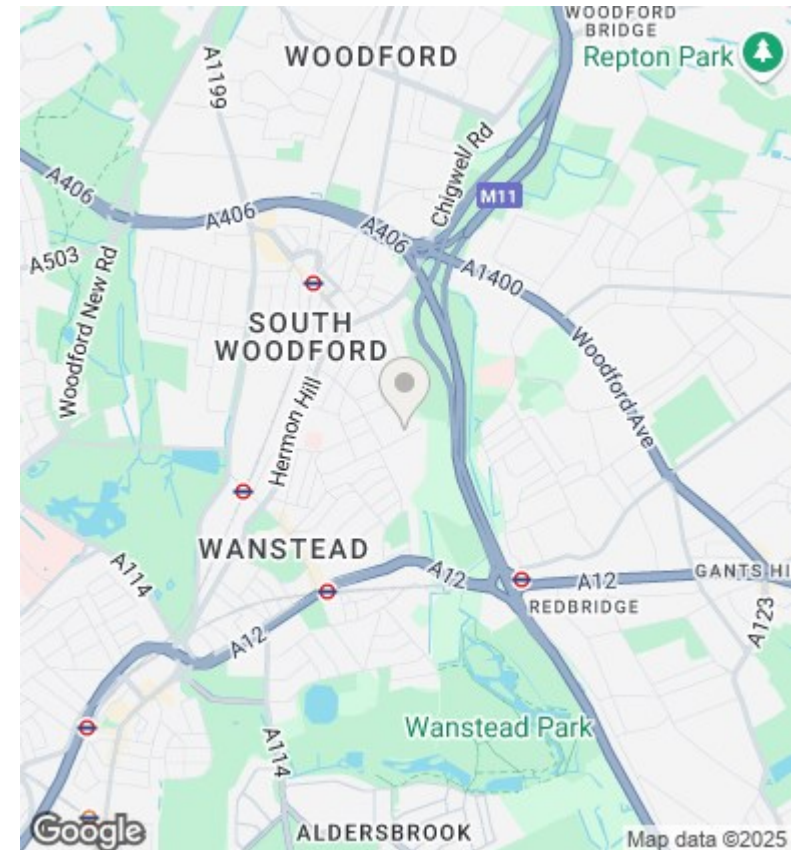 WOODFORD
BRIDGE
WOODFORD
Repton Park
A1199
Chigwell Rd
M11
A406
A406
A406
A1400
A503
Woodford New Rd
SOUTH
WOODFORD
Woodford Ave
Hermon Hill
WANSTEAD
A114
A12
A12
GANTS HI
REDBRIDGE
A123
A12
A114
Wanstead Park
ALDERSBROOK
Google
Map data ©2025